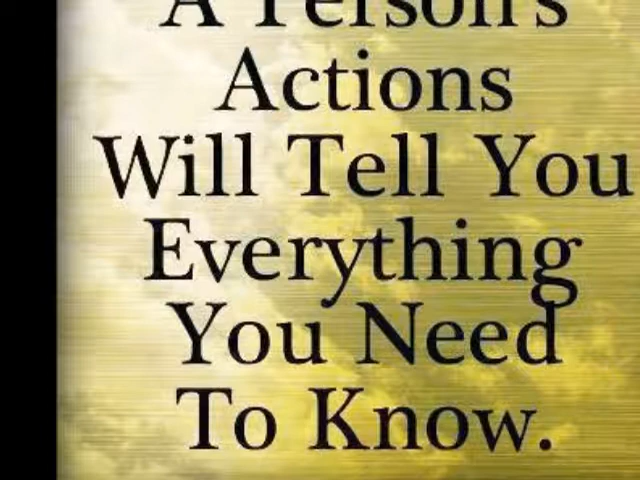 A Person's
Actions
Will Tell You
Everything
You Need
To Know.